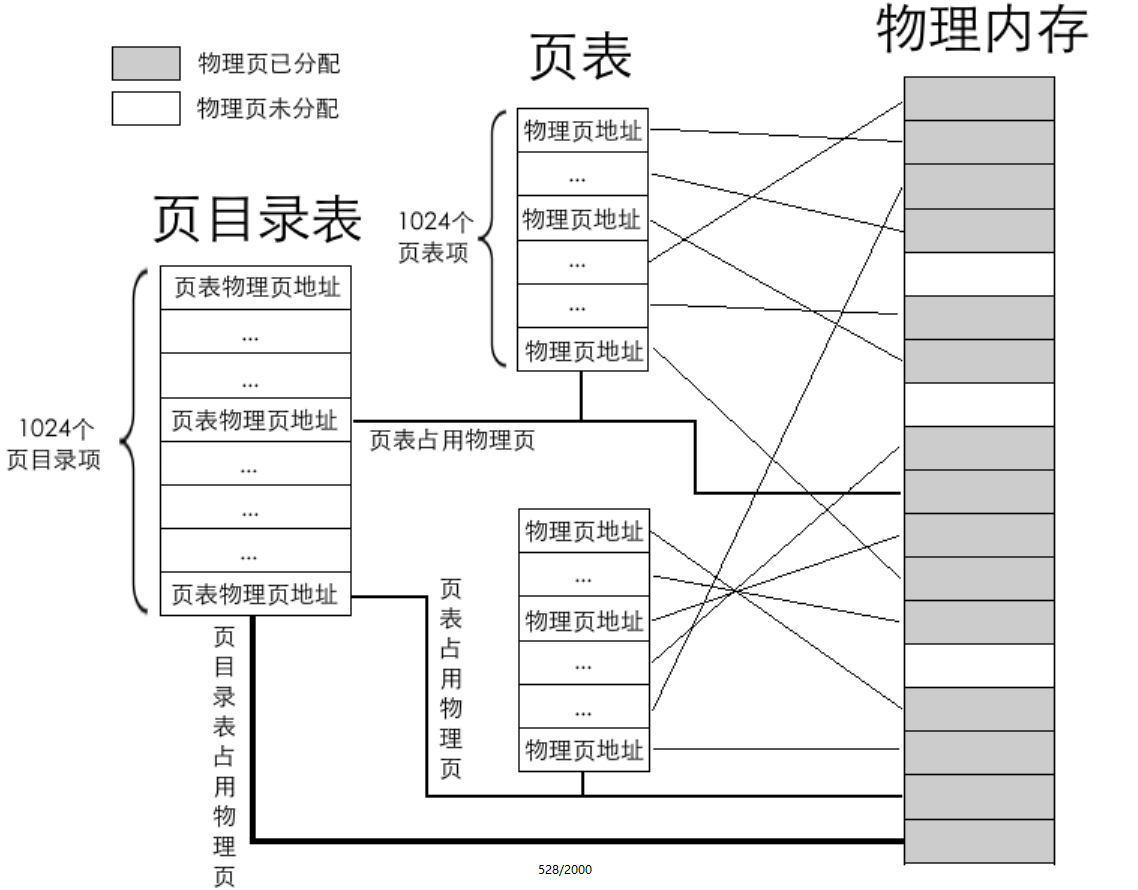 物理内存
页表
物理页已分配
物理页未分配
页目录表
1024个
页表项
物理页地址
...
物理页地址
...
...
物理页地址
1024个
页目录项
页表物理页地址
...
...
页表物理页地址
...
...
...
页表物理页地址
页表占用物理页
物理页地址
...
物理页地址
...
...
物理页地址
页表占用物理页
页目录表占用物理页
528/2000